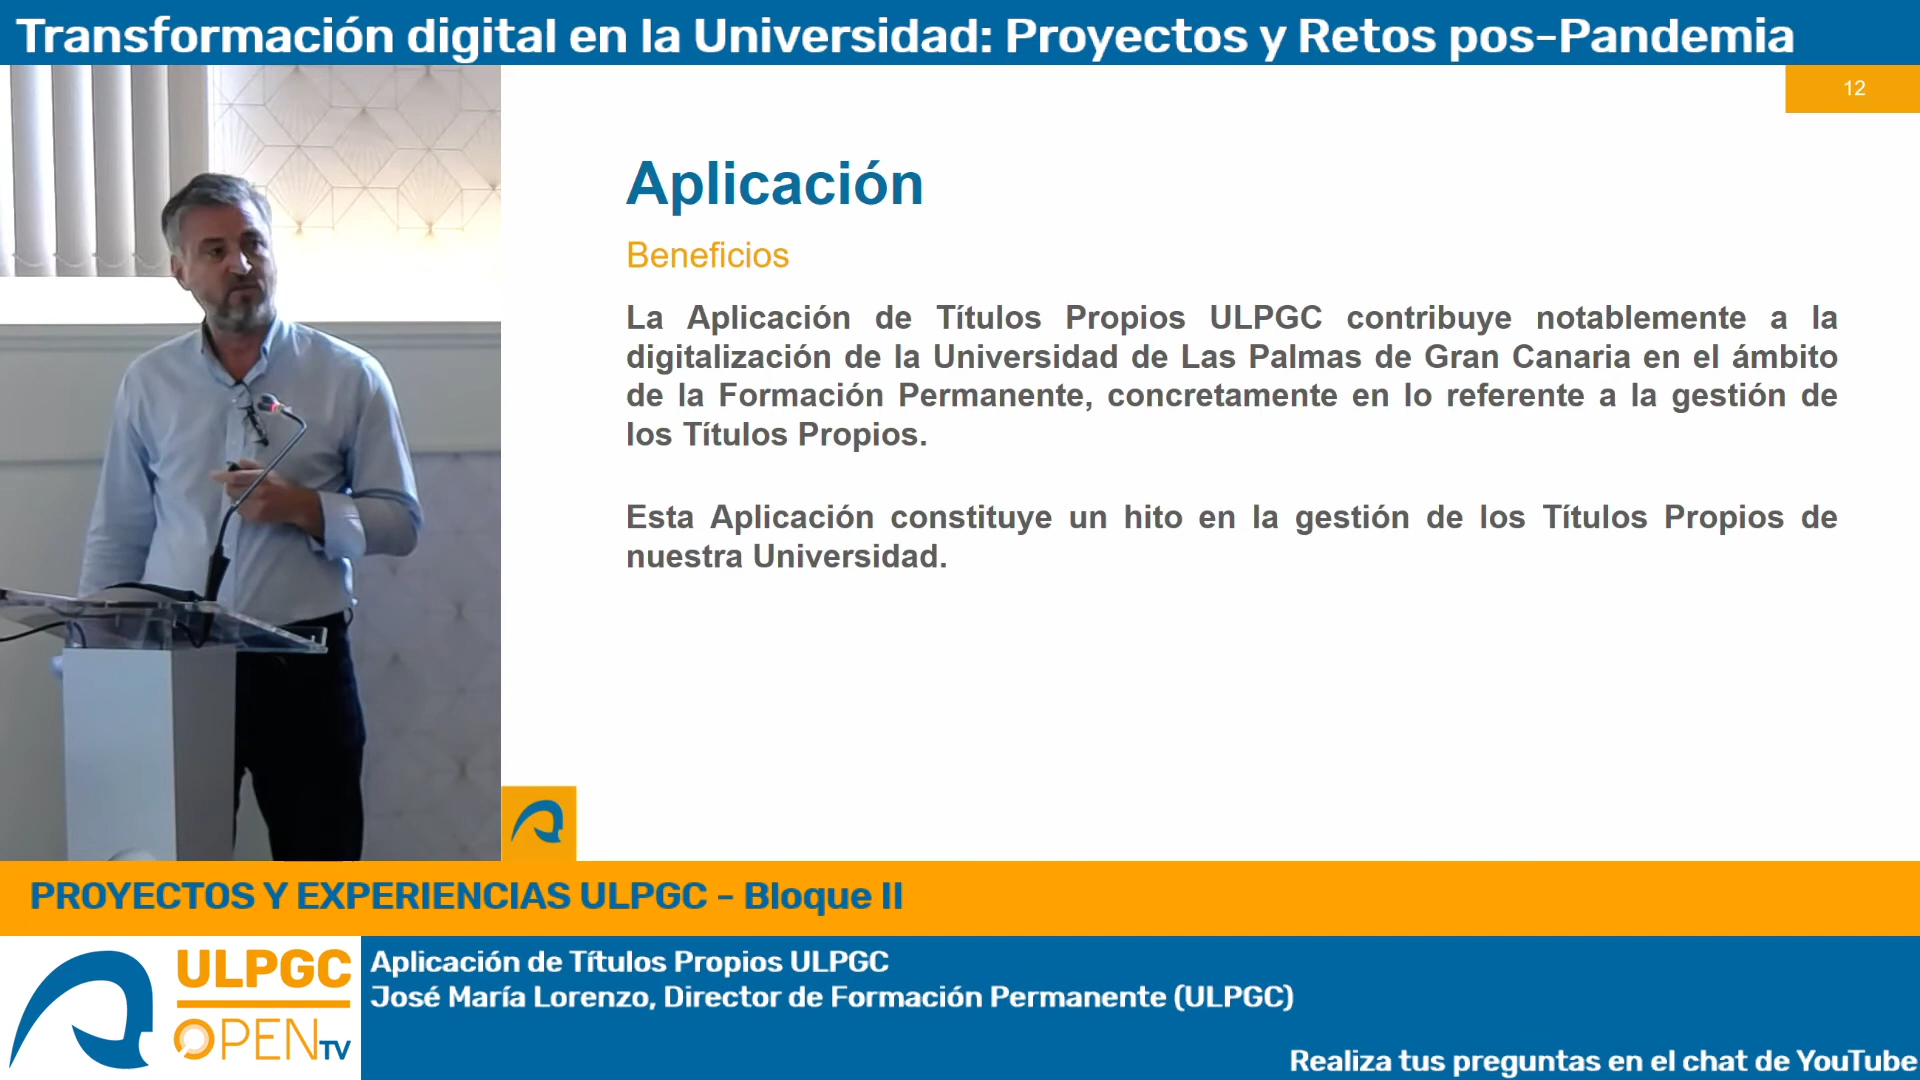 Transformación digital en la Universidad: Proyectos y Retos pos-Pandemia
12
Aplicación
Beneficios
La Aplicación de Títulos Propios ULPGC contribuye notablemente a la
digitalización de la Universidad de Las Palmas de Gran Canaria en el ámbito
de la Formación Permanente, concretamente en lo referente a la gestión de
los Títulos Propios.
Esta Aplicación constituye un hito en la gestión de los Títulos Propios de
nuestra Universidad.
PROYECTOS Y EXPERIENCIAS ULPGC - Bloque II
ULPGC
OPEN TV
Aplicación de Títulos Propios ULPGC
José María Lorenzo, Director de Formación Permanente (ULPGC)
Realiza tus preguntas en el chat de YouTube